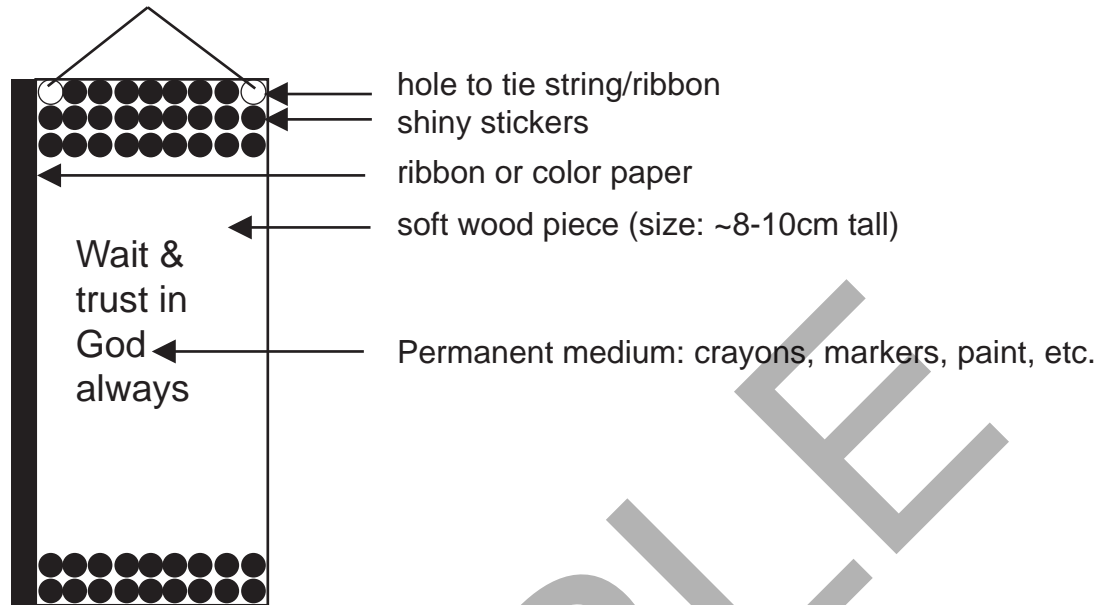 hole to tie string/ribbon
shiny stickers
ribbon or color paper
soft wood piece (size: ~8-10cm tall)
Wait &
trust in
God
always
Permanent medium: crayons, markers, paint, etc.
PLE